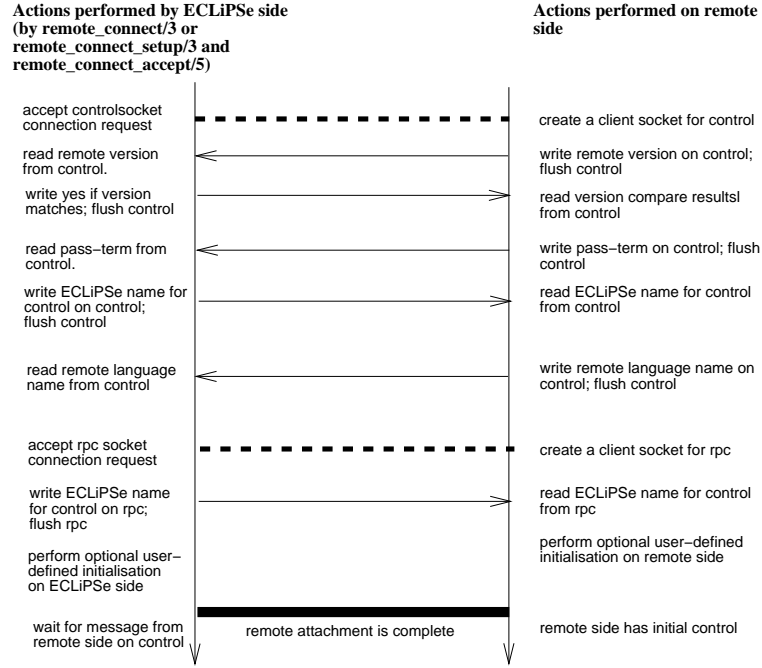 Actions performed by ECLiPSe side
(by remote_connect/3 or
remote_connect_setup/3 and
remote_connect_accept/5)
Actions performed on remote
side
accept controlsocket
connection request
create a client socket for control
read remote version
from control.
write remote version on control;
flush control
write yes if version
matches; flush control
read version compare resultsl
from control
read pass−term from
control.
write pass−term on control; flush
control
write ECLiPSe name for
control on control;
flush control
read ECLiPSe name for control
from control
read remote language
name from control
write remote language name on
control; flush control
accept rpc socket
connection request
create a client socket for rpc
write ECLiPSe name
for control on rpc;
flush rpc
read ECLiPSe name for control
from rpc
perform optional user−
defined initialisation
on ECLiPSe side
perform optional user−defined
initialisation on remote side
wait for message from
remote side on control
remote attachment is complete
remote side has initial control